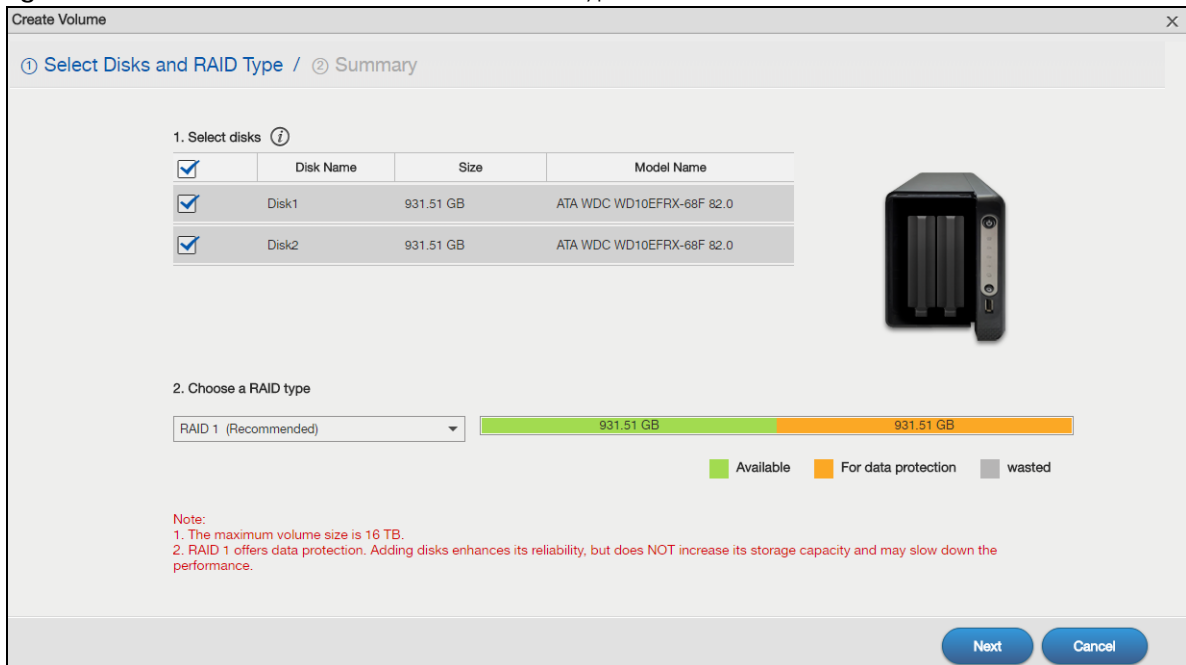 Create Volume
① Select Disks and RAID Type / ② Summary
1. Select disks
Disk Name Size Model Name
Disk1 931.51 GB ATA WDC WD10EFRX-68F 82.0
Disk2 931.51 GB ATA WDC WD10EFRX-68F 82.0
2. Choose a RAID type
RAID 1 (Recommended) 931.51 GB 931.51 GB
Available For data protection wasted
Note:
1. The maximum volume size is 16 TB.
2. RAID 1 offers data protection. Adding disks enhances its reliability, but does NOT increase its storage capacity and may slow down the
performance.
Next Cancel